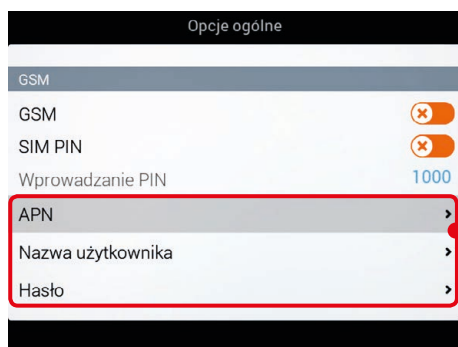 Opcje ogólne
GSM
GSM
SIM PIN
Wprowadzanie PIN 1000
APN
Nazwa użytkownika
Hasło